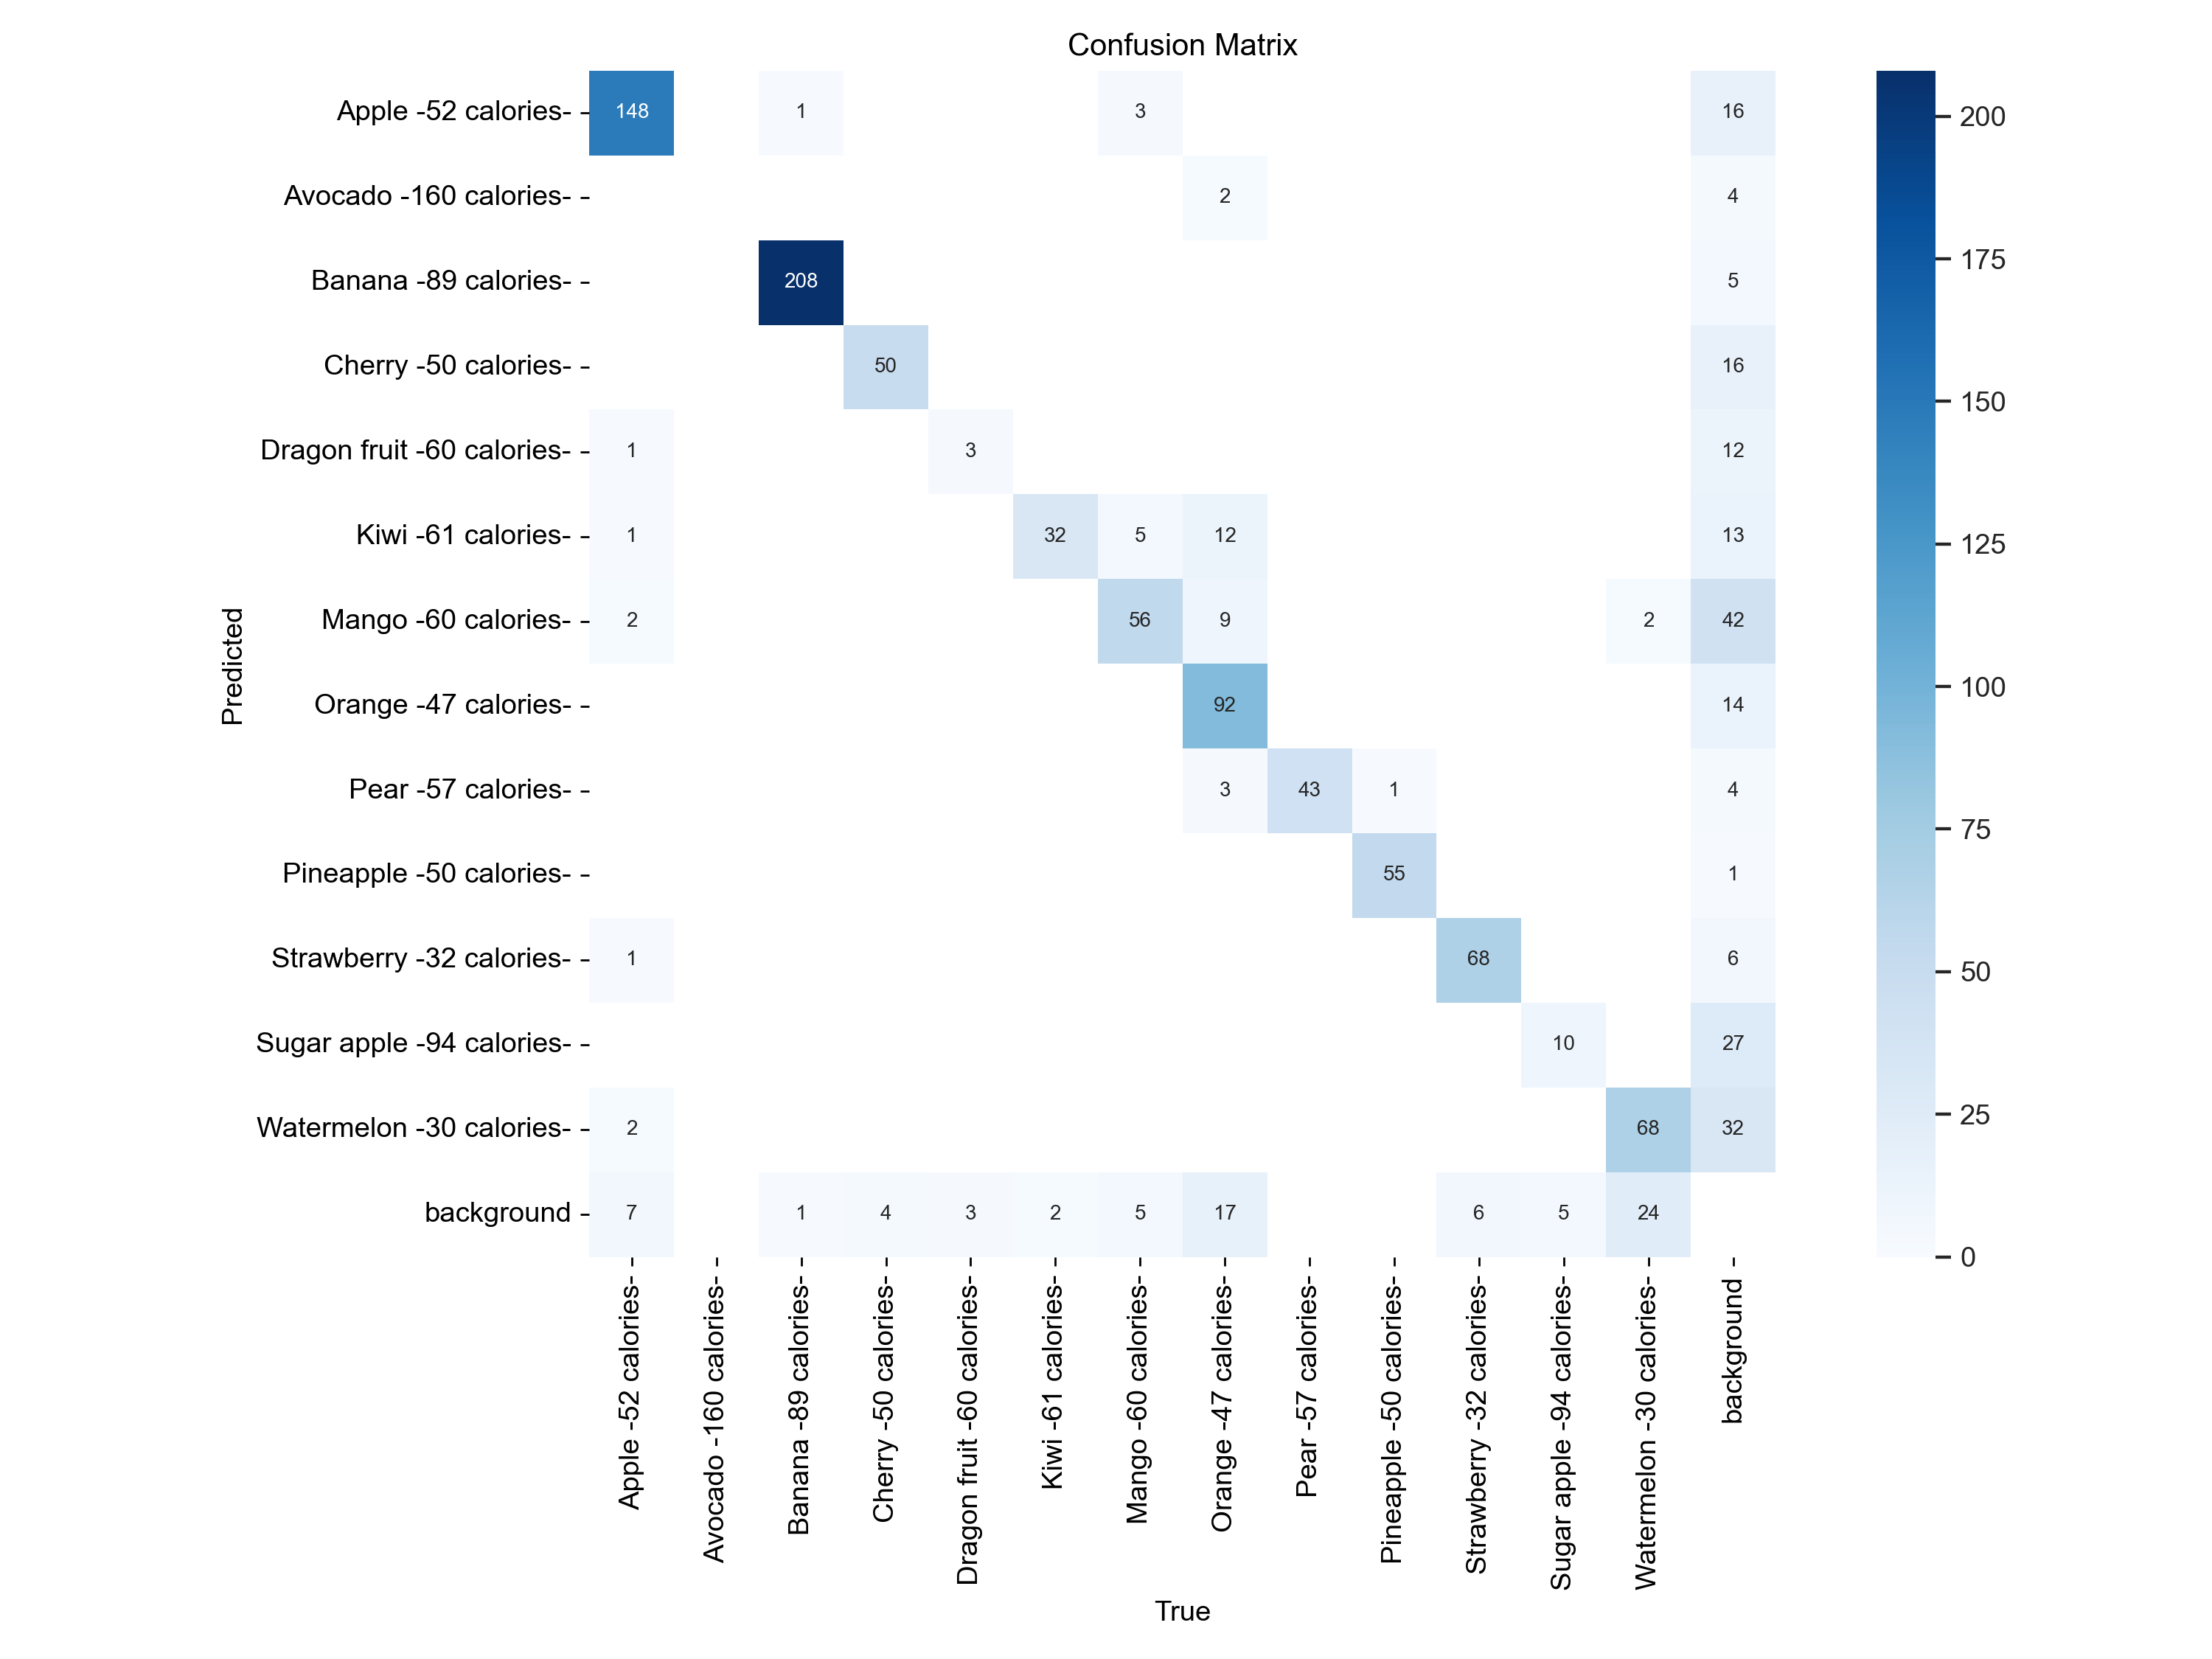 Confusion Matrix
Apple -52 calories- 148 1 3 16
Avocado -160 calories- 2 4
Banana -89 calories- 208 5
Cherry -50 calories- 50 16
Dragon fruit -60 calories- 1 3 12
Kiwi -61 calories- 1 32 5 12 13
Mango -60 calories- 2 56 9 2 42
Orange -47 calories- 92 14
Pear -57 calories- 3 43 1 4
Pineapple -50 calories- 55 1
Strawberry -32 calories- 1 68 6
Sugar apple -94 calories- 10 27
Watermelon -30 calories- 2 68 32
background 7 1 4 3 2 5 17 6 5 24
Predicted
Apple -52 calories-
Avocado -160 calories-
Banana -89 calories-
Cherry -50 calories-
Dragon fruit -60 calories-
Kiwi -61 calories-
Mango -60 calories-
Orange -47 calories-
Pear -57 calories-
Pineapple -50 calories-
Strawberry -32 calories-
Sugar apple -94 calories-
Watermelon -30 calories-
background
True
200
175
150
125
100
75
50
25
0